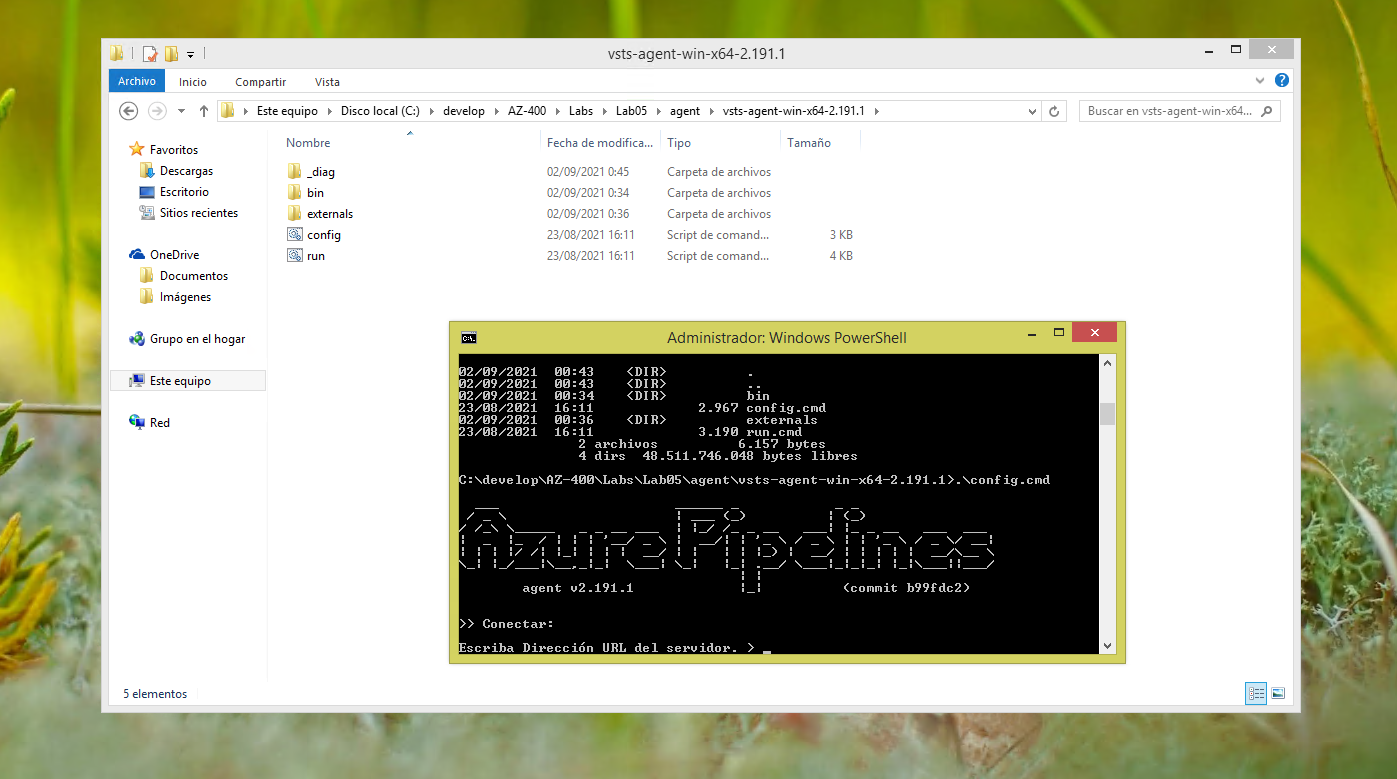 vsts-agent-win-x64-2.191.1
Archivo Inicio Compartir Vista
Este equipo Disco local (C:) develop AZ-400 Labs Lab05 agent vsts-agent-win-x64-2.191.1 Buscar en vsts-agent-win-x64...
Favoritos
Descargas
Escritorio
Sitios recientes
OneDrive
Documentos
Imágenes
Grupo en el hogar
Este equipo
Red
Nombre Fecha de modifica... Tipo Tamaño
_diag 02/09/2021 0:45 Carpeta de archivos
bin 02/09/2021 0:34 Carpeta de archivos
externals 02/09/2021 0:36 Carpeta de archivos
config 23/08/2021 16:11 Script de comand... 3 KB
run 23/08/2021 16:11 Script de comand... 4 KB
Administrador: Windows PowerShell
02/09/2021 00:43 <DIR> .
02/09/2021 00:43 <DIR> ..
02/09/2021 00:34 <DIR> bin
23/08/2021 16:11 2.967 config.cmd
02/09/2021 00:36 <DIR> externals
23/08/2021 16:11 3.190 run.cmd
2 archivos 6.157 bytes
4 dirs 48.511.746.048 bytes libres
C:\develop\AZ-400\Labs\Lab05\agent\vsts-agent-win-x64-2.191.1>.\config.cmd
Azure Pipelines
agent v2.191.1 (commit b99fdc2)
>> Conectar:
Escriba Dirección URL del servidor. > _
5 elementos